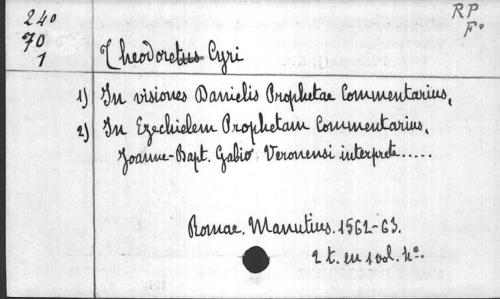 240
70
1
RP
F°
Theodoretus Cyri
1) In visiones Danielis Prophetae Commentarius.
2) In Ezechielem Prophetam Commentarius.
Joanne-Bapt. Gabio Veronensi interprete.....
Romae. Manutius. 1562-63.
2 t. en 1 vol. 4°.